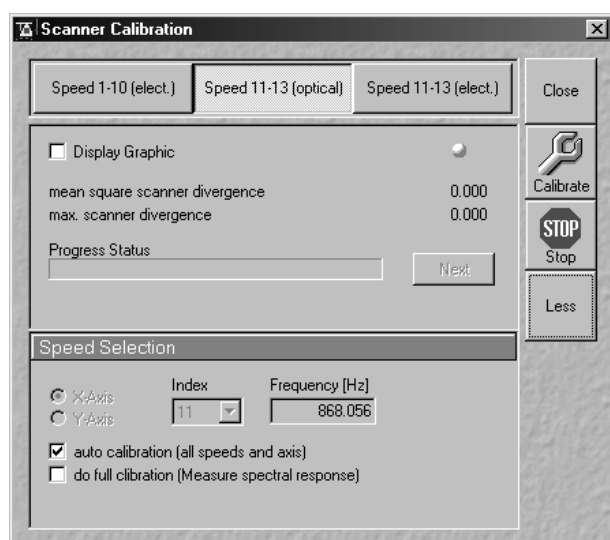 Scanner Calibration
Speed 1-10 (elect.)
Speed 11-13 (optical)
Speed 11-13 (elect.)
Close
Display Graphic
Calibrate
mean square scanner divergence 0.000
max. scanner divergence 0.000
STOP
Stop
Progress Status
Next
Less
Speed Selection
X-Axis
Y-Axis
Index
11
Frequency [Hz]
868.056
auto calibration (all speeds and axis)
do full clibration (Measure spectral response)